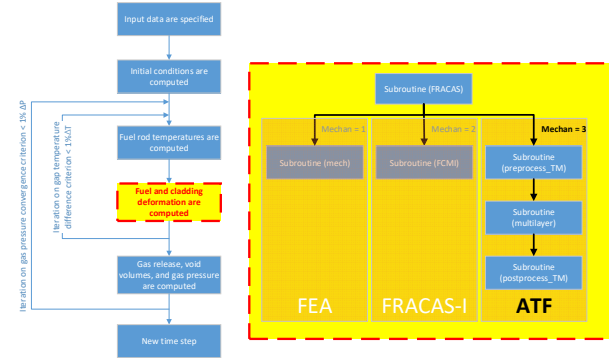 Input data are specified
Initial conditions are
computed
Fuel rod temperatures are
computed
Fuel and cladding
deformation are
computed
Gas release, void
volumes, and gas pressure
are computed
New time step
Iteration on gas pressure convergence criterion < 1% ΔP
Iteration on gap temperature
difference criterion < 1% ΔT
Subroutine (FRACAS)
Mechan = 1
Mechan = 2
Mechan = 3
Subroutine (mech)
Subroutine (FCMI)
Subroutine
(preprocess_TM)
Subroutine
(multilayer)
Subroutine
(postprocess_TM)
FEA
FRACAS-I
ATF